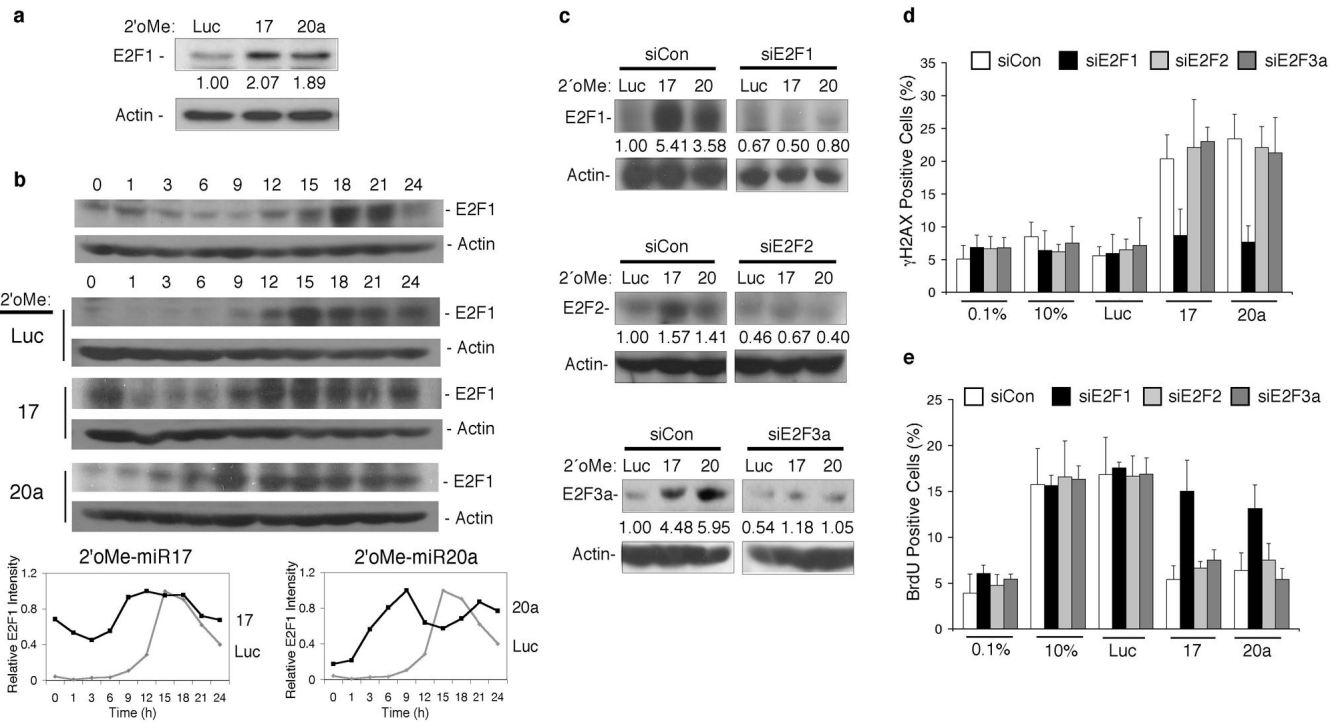 a
2'oMe: Luc 17 20a
E2F1 -
1.00 2.07 1.89
Actin -
b
0 1 3 6 9 12 15 18 21 24
- E2F1
- Actin
0 1 3 6 9 12 15 18 21 24
2'oMe:
Luc
- E2F1
- Actin
17
- E2F1
- Actin
20a
- E2F1
- Actin
2'oMe-miR17
Relative E2F1 Intensity
1.2
0.8
0.4
0
17
Luc
0 1 3 6 9 12 15 18 21 24
Time (h)
2'oMe-miR20a
Relative E2F1 Intensity
1.2
0.8
0.4
0
20a
Luc
0 1 3 6 9 12 15 18 21 24
Time (h)
c
siCon siE2F1
2´oMe: Luc 17 20 Luc 17 20
E2F1-
1.00 5.41 3.58 0.67 0.50 0.80
Actin-
siCon siE2F2
2´oMe: Luc 17 20 Luc 17 20
E2F2-
1.00 1.57 1.41 0.46 0.67 0.40
Actin-
siCon siE2F3a
2´oMe: Luc 17 20 Luc 17 20
E2F3a-
1.00 4.48 5.95 0.54 1.18 1.05
Actin-
d
siCon siE2F1 siE2F2 siE2F3a
γH2AX Positive Cells (%)
35
30
25
20
15
10
5
0
0.1% 10% Luc 17 20a
e
siCon siE2F1 siE2F2 siE2F3a
BrdU Positive Cells (%)
25
20
15
10
5
0
0.1% 10% Luc 17 20a